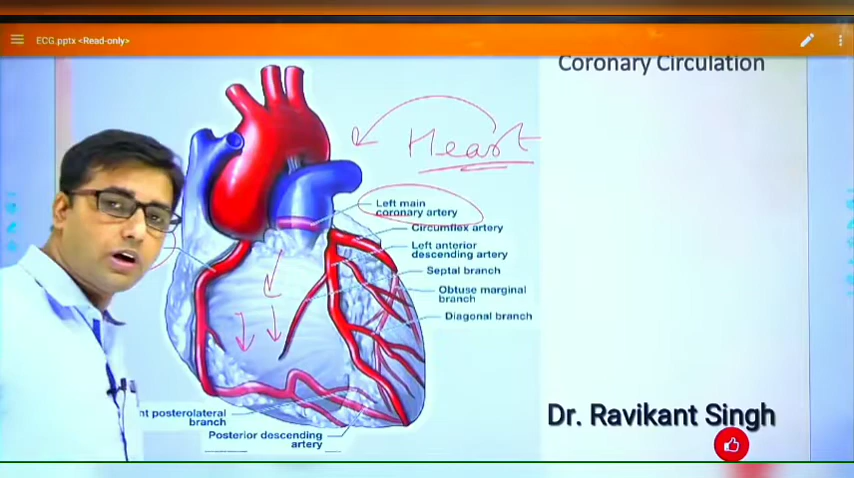 ECG.pptx <Read-only>
Coronary Circulation
Heart
Left main
coronary artery
Circumflex artery
Left anterior
descending artery
Septal branch
Obtuse marginal
branch
Diagonal branch
nt posterolateral
branch
Posterior descending
artery
Dr. Ravikant Singh